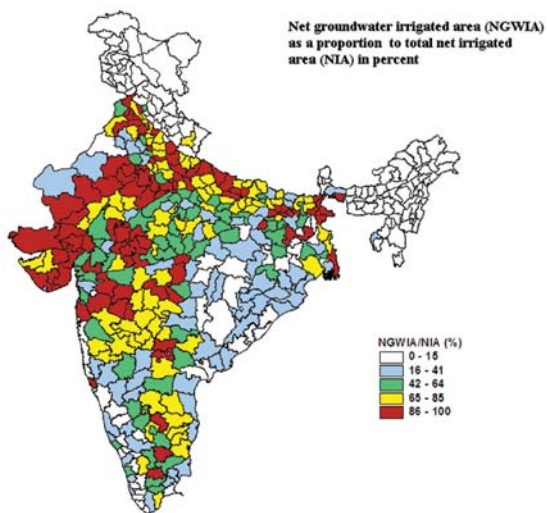 Net groundwater irrigated area (NGWIA)
as a proportion to total net irrigated
area (NIA) in percent
NGWIA/NIA (%)
0 - 15
16 - 41
42 - 64
65 - 85
86 - 100